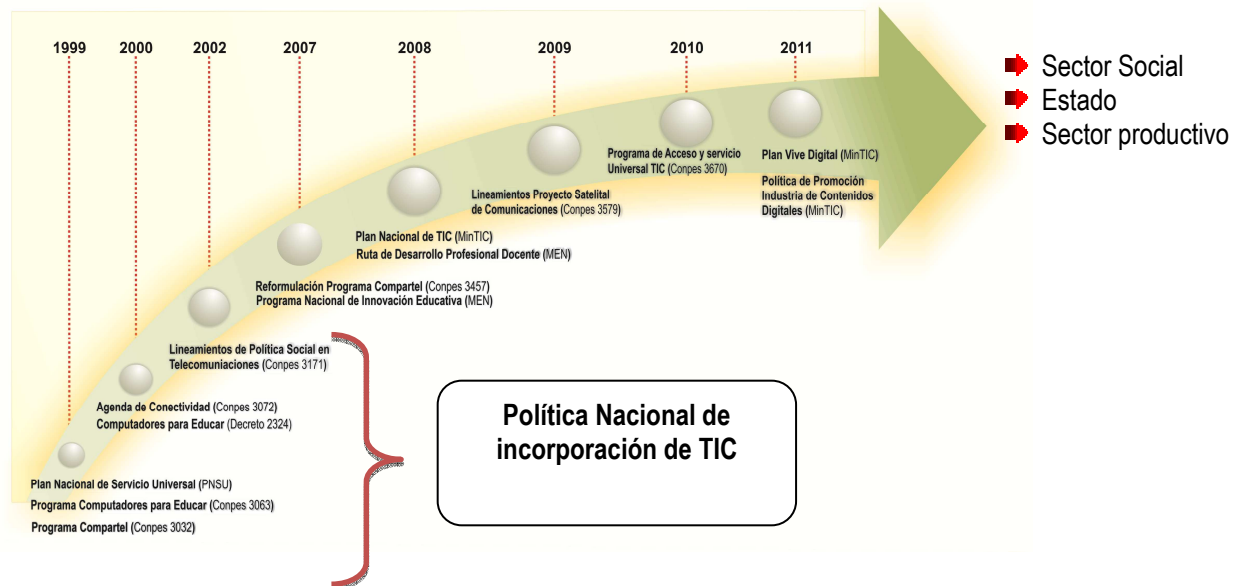 1999 2000 2002 2007 2008 2009 2010 2011
Sector Social
Estado
Sector productivo
Programa de Acceso y servicio
Universal TIC (Conpes 3670)
Plan Vive Digital (MinTIC)
Política de Promoción
Industria de Contenidos
Digitales (MinTIC)
Lineamientos Proyecto Satelital
de Comunicaciones (Conpes 3579)
Plan Nacional de TIC (MinTIC)
Ruta de Desarrollo Profesional Docente (MEN)
Reformulación Programa Compartel (Conpes 3457)
Programa Nacional de Innovación Educativa (MEN)
Lineamientos de Política Social en
Telecomuniaciones (Conpes 3171)
Agenda de Conectividad (Conpes 3072)
Computadores para Educar (Decreto 2324)
Plan Nacional de Servicio Universal (PNSU)
Programa Computadores para Educar (Conpes 3063)
Programa Compartel (Conpes 3032)
Política Nacional de
incorporación de TIC